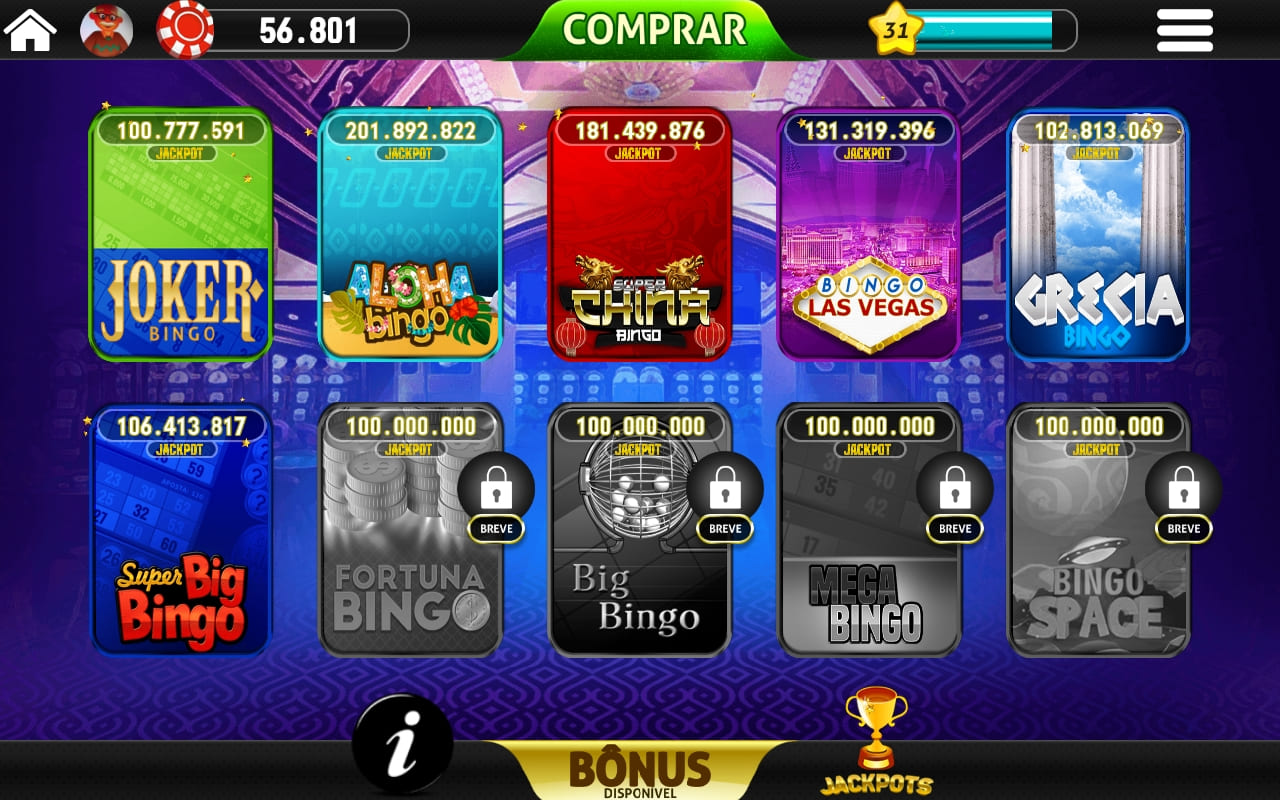 56.801
COMPRAR
31
100.777.591
JACKPOT
JOKER
BINGO
201.892.822
JACKPOT
ALOHA
bingo
181.439.876
JACKPOT
SUPER
CHINA
BINGO
131.319.396
JACKPOT
BINGO
LAS VEGAS
102.813.069
JACKPOT
GRECIA
BINGO
106.413.817
JACKPOT
Super Big
Bingo
100.000.000
JACKPOT
BREVE
FORTUNA
BINGO
100.000.000
JACKPOT
BREVE
Big
Bingo
100.000.000
JACKPOT
BREVE
MEGA
BINGO
100.000.000
JACKPOT
BREVE
BINGO
SPACE
i
BÔNUS
DISPONIVEL
JACKPOTS